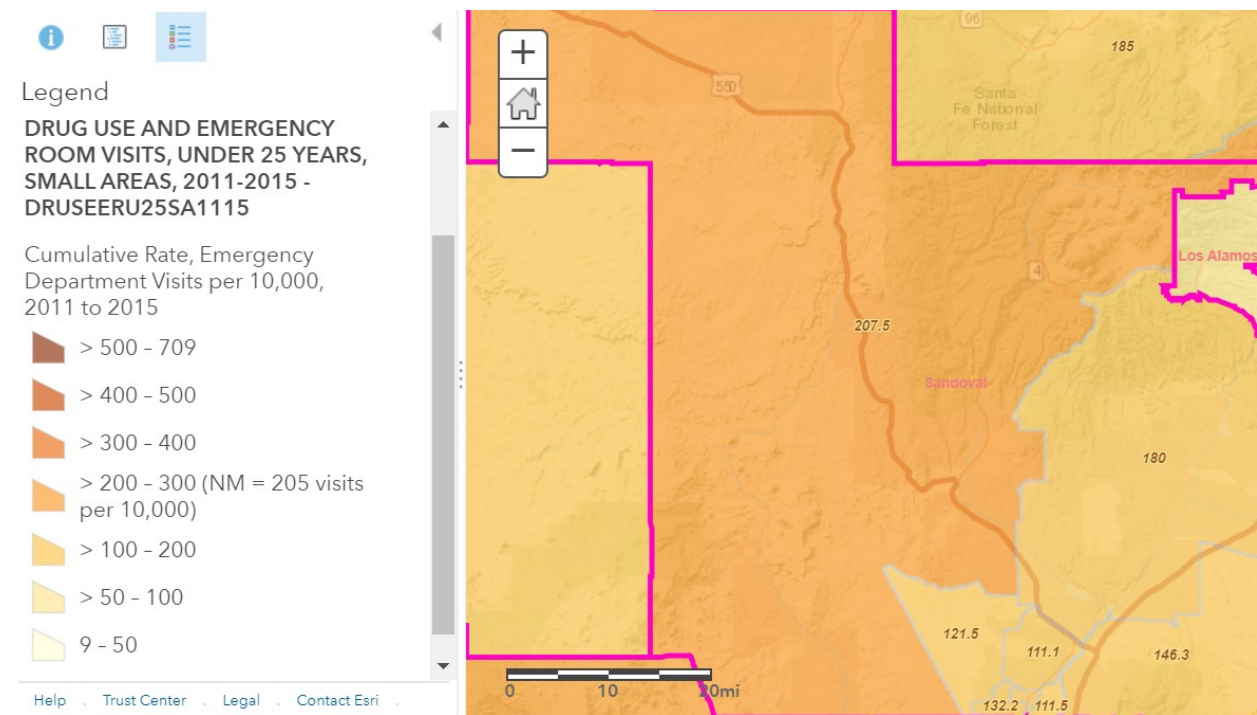 Legend
DRUG USE AND EMERGENCY
ROOM VISITS, UNDER 25 YEARS,
SMALL AREAS, 2011-2015 -
DRUSEERU25SA1115
Cumulative Rate, Emergency
Department Visits per 10,000,
2011 to 2015
> 500 - 709
> 400 - 500
> 300 - 400
> 200 - 300 (NM = 205 visits
per 10,000)
> 100 - 200
> 50 - 100
9 - 50
Help . Trust Center . Legal . Contact Esri .
+
−
96
185
550
Santa
Fe National
Forest
Los Alamos
4
207.5
Sandoval
180
121.5
111.1
146.3
132.2
111.5
0 10 20mi